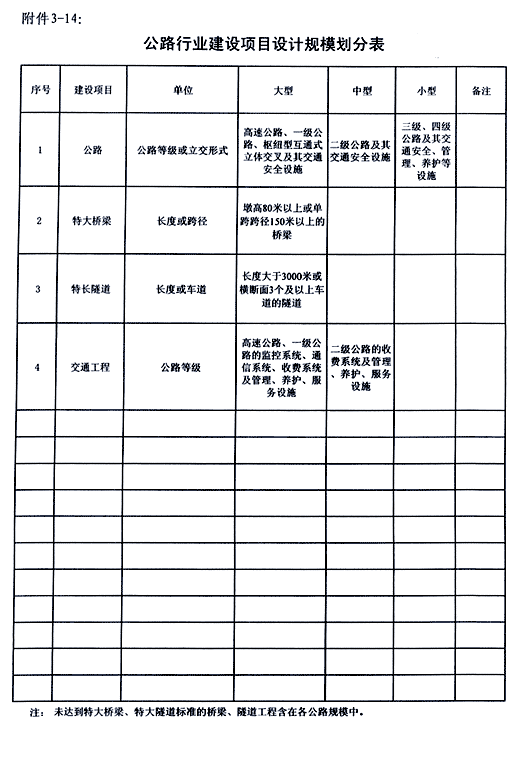 附件3-14：
公路行业建设项目设计规模划分表
序号 建设项目 单位 大型 中型 小型 备注
1 公路 公路等级或立交形式
高速公路、一级公
路、枢纽型互通式
立体交叉及其交通
安全设施
二级公路及其
交通安全设施
三级、四级
公路及其交
通安全、管
理、养护等
设施
2 特大桥梁 长度或跨径
墩高80米以上或单
跨跨径150米以上的
桥梁
3 特长隧道 长度或车道
长度大于3000米或
横断面3个及以上车
道的隧道
4 交通工程 公路等级
高速公路、一级公
路的监控系统、通
信系统、收费系统
及管理、养护、服
务设施
二级公路的收
费系统及管理
、养护、服务
设施
注： 未达到特大桥梁、特大隧道标准的桥梁、隧道工程含在各公路规模中。